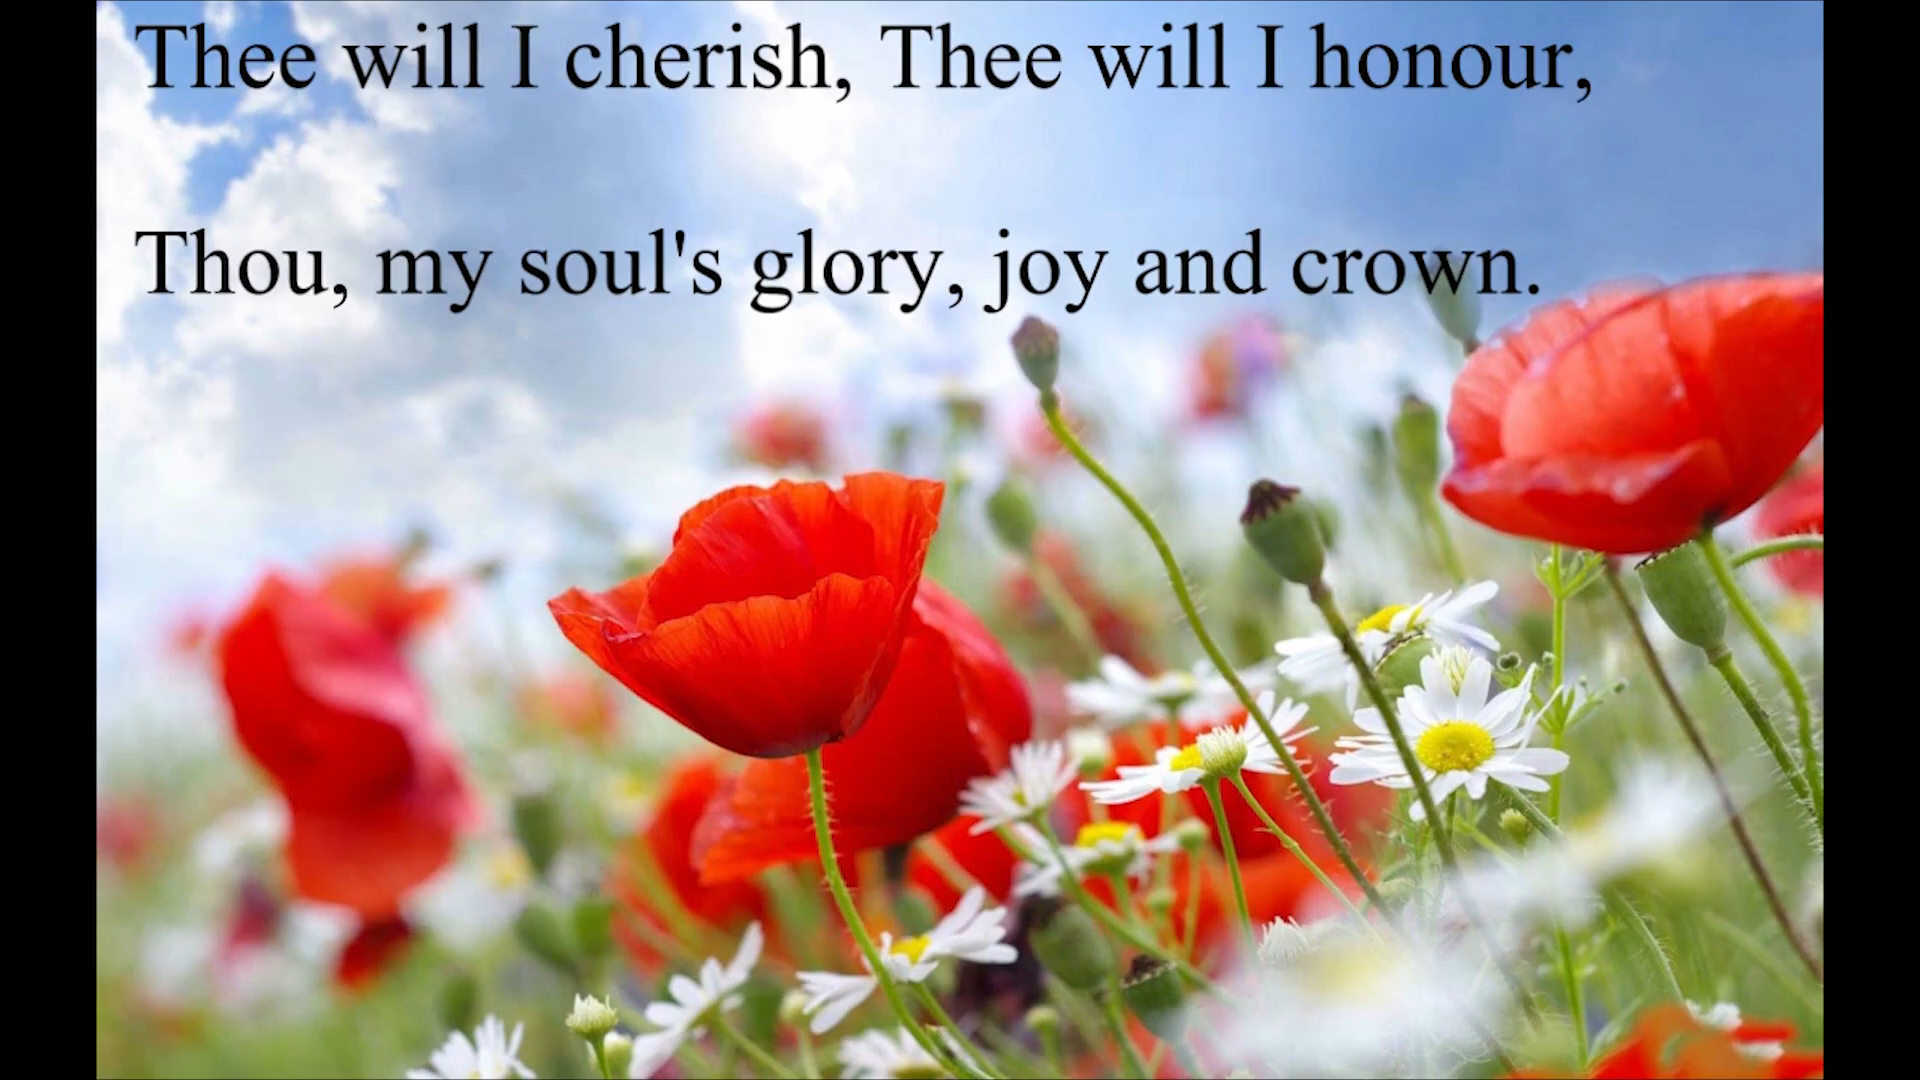 Thee will I cherish, Thee will I honour,
Thou, my soul's glory, joy and crown.